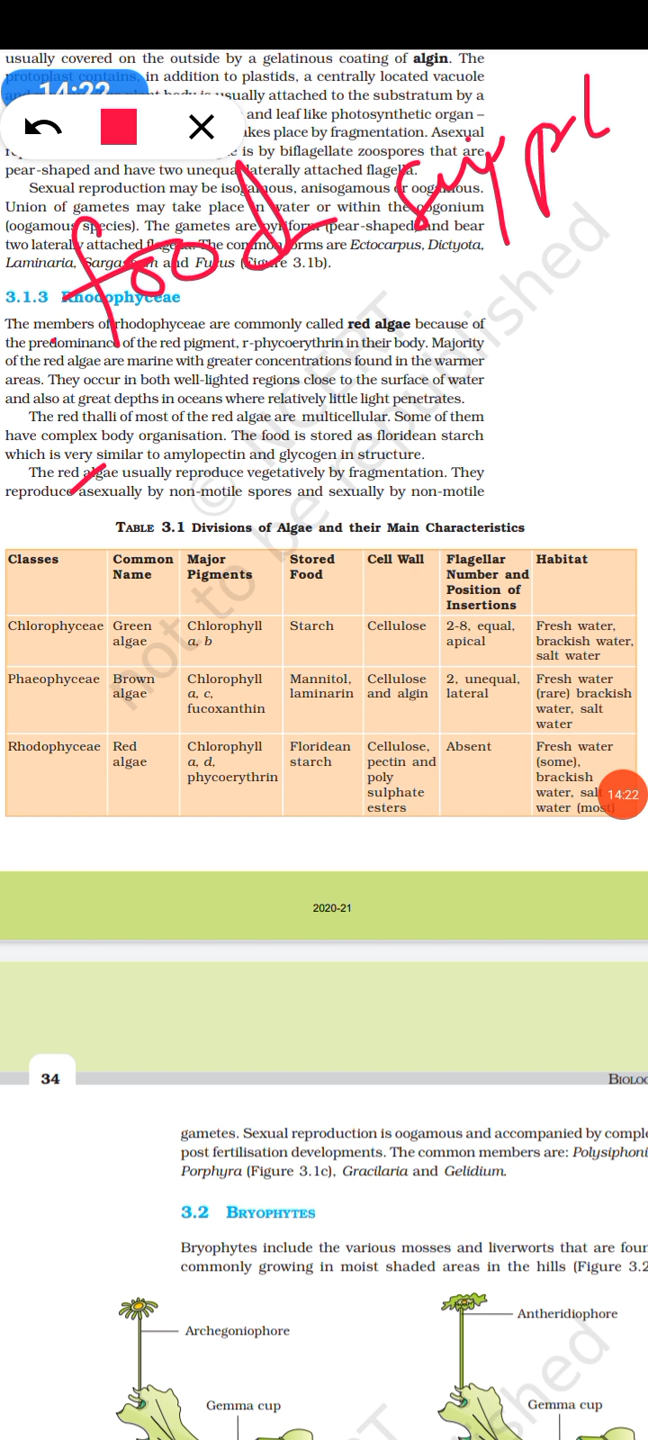 usually covered on the outside by a gelatinous coating of algin. The
protoplast contains, in addition to plastids, a centrally located vacuole
14:22
usually attached to the substratum by a
and leaf like photosynthetic organ –
takes place by fragmentation. Asexual
is by biflagellate zoospores that are
pear-shaped and have two unequal laterally attached flagella.
Sexual reproduction may be isogamous, anisogamous or oogamous.
Union of gametes may take place in water or within the oogonium
(oogamous species). The gametes are pyriform (pear-shaped) and bear
two laterally attached flagella. The common forms are Ectocarpus, Dictyota,
Laminaria, Sargassum and Fucus (Figure 3.1b).
food
3.1.3 Rhodophyceae
The members of rhodophyceae are commonly called red algae because of
the predominance of the red pigment, r-phycoerythrin in their body. Majority
of the red algae are marine with greater concentrations found in the warmer
areas. They occur in both well-lighted regions close to the surface of water
and also at great depths in oceans where relatively little light penetrates.
The red thalli of most of the red algae are multicellular. Some of them
have complex body organisation. The food is stored as floridean starch
which is very similar to amylopectin and glycogen in structure.
The red algae usually reproduce vegetatively by fragmentation. They
reproduce asexually by non-motile spores and sexually by non-motile
© NCERT
not to be republished
TABLE 3.1 Divisions of Algae and their Main Characteristics
Classes Common Name Major Pigments Stored Food Cell Wall Flagellar Number and Position of Insertions Habitat
Chlorophyceae Green algae Chlorophyll a, b Starch Cellulose 2-8, equal, apical Fresh water, brackish water, salt water
Phaeophyceae Brown algae Chlorophyll a, c, fucoxanthin Mannitol, laminarin Cellulose and algin 2, unequal, lateral Fresh water (rare) brackish water, salt water
Rhodophyceae Red algae Chlorophyll a, d, phycoerythrin Floridean starch Cellulose, pectin and poly sulphate esters Absent Fresh water (some), brackish water, salt water (most)
14:22
2020-21
34
BIOLOG
gametes. Sexual reproduction is oogamous and accompanied by comple
post fertilisation developments. The common members are: Polysiphoni
Porphyra (Figure 3.1c), Gracilaria and Gelidium.
3.2 BRYOPHYTES
Bryophytes include the various mosses and liverworts that are foun
commonly growing in moist shaded areas in the hills (Figure 3.2
Antheridiophore
Archegoniophore
Gemma cup
Gemma cup